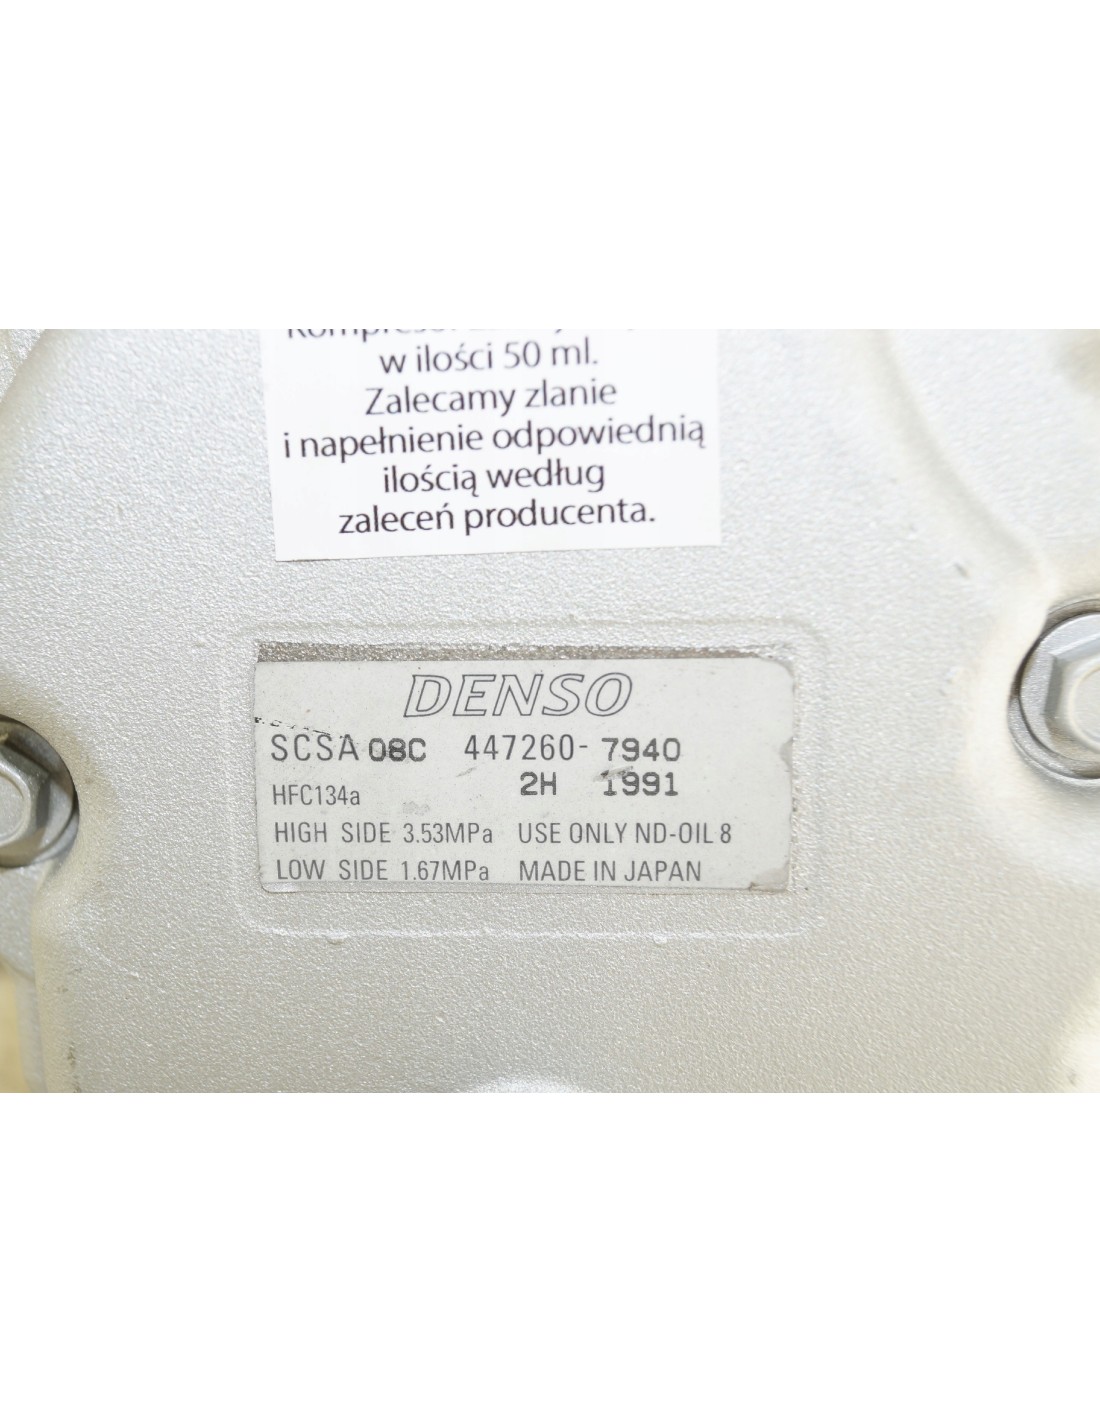 w ilości 50 ml.
Zalecamy zlanie
i napełnienie odpowiednią
ilością według
zaleceń producenta.
DENSO
SCSA 08C 447260- 7940
HFC134a 2H 1991
HIGH SIDE 3.53MPa USE ONLY ND-OIL 8
LOW SIDE 1.67MPa MADE IN JAPAN